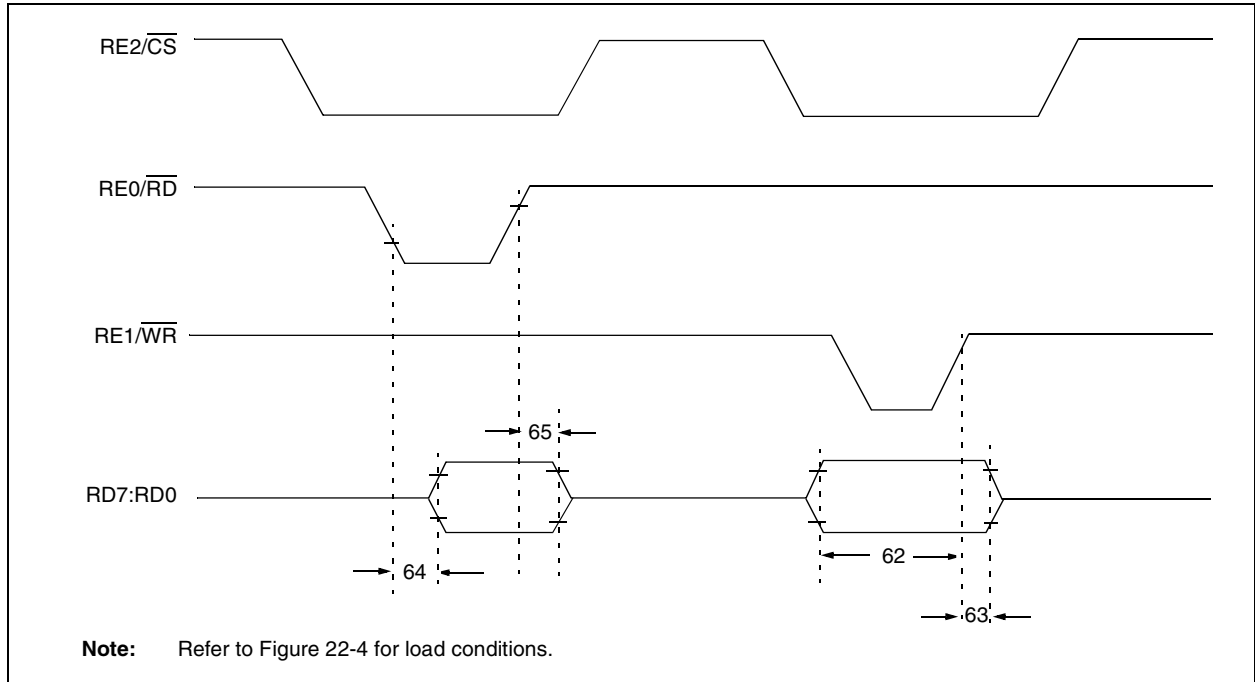 RE2/CS
RE0/RD
RE1/WR
65
RD7:RD0
64
62
63
Note: Refer to Figure 22-4 for load conditions.